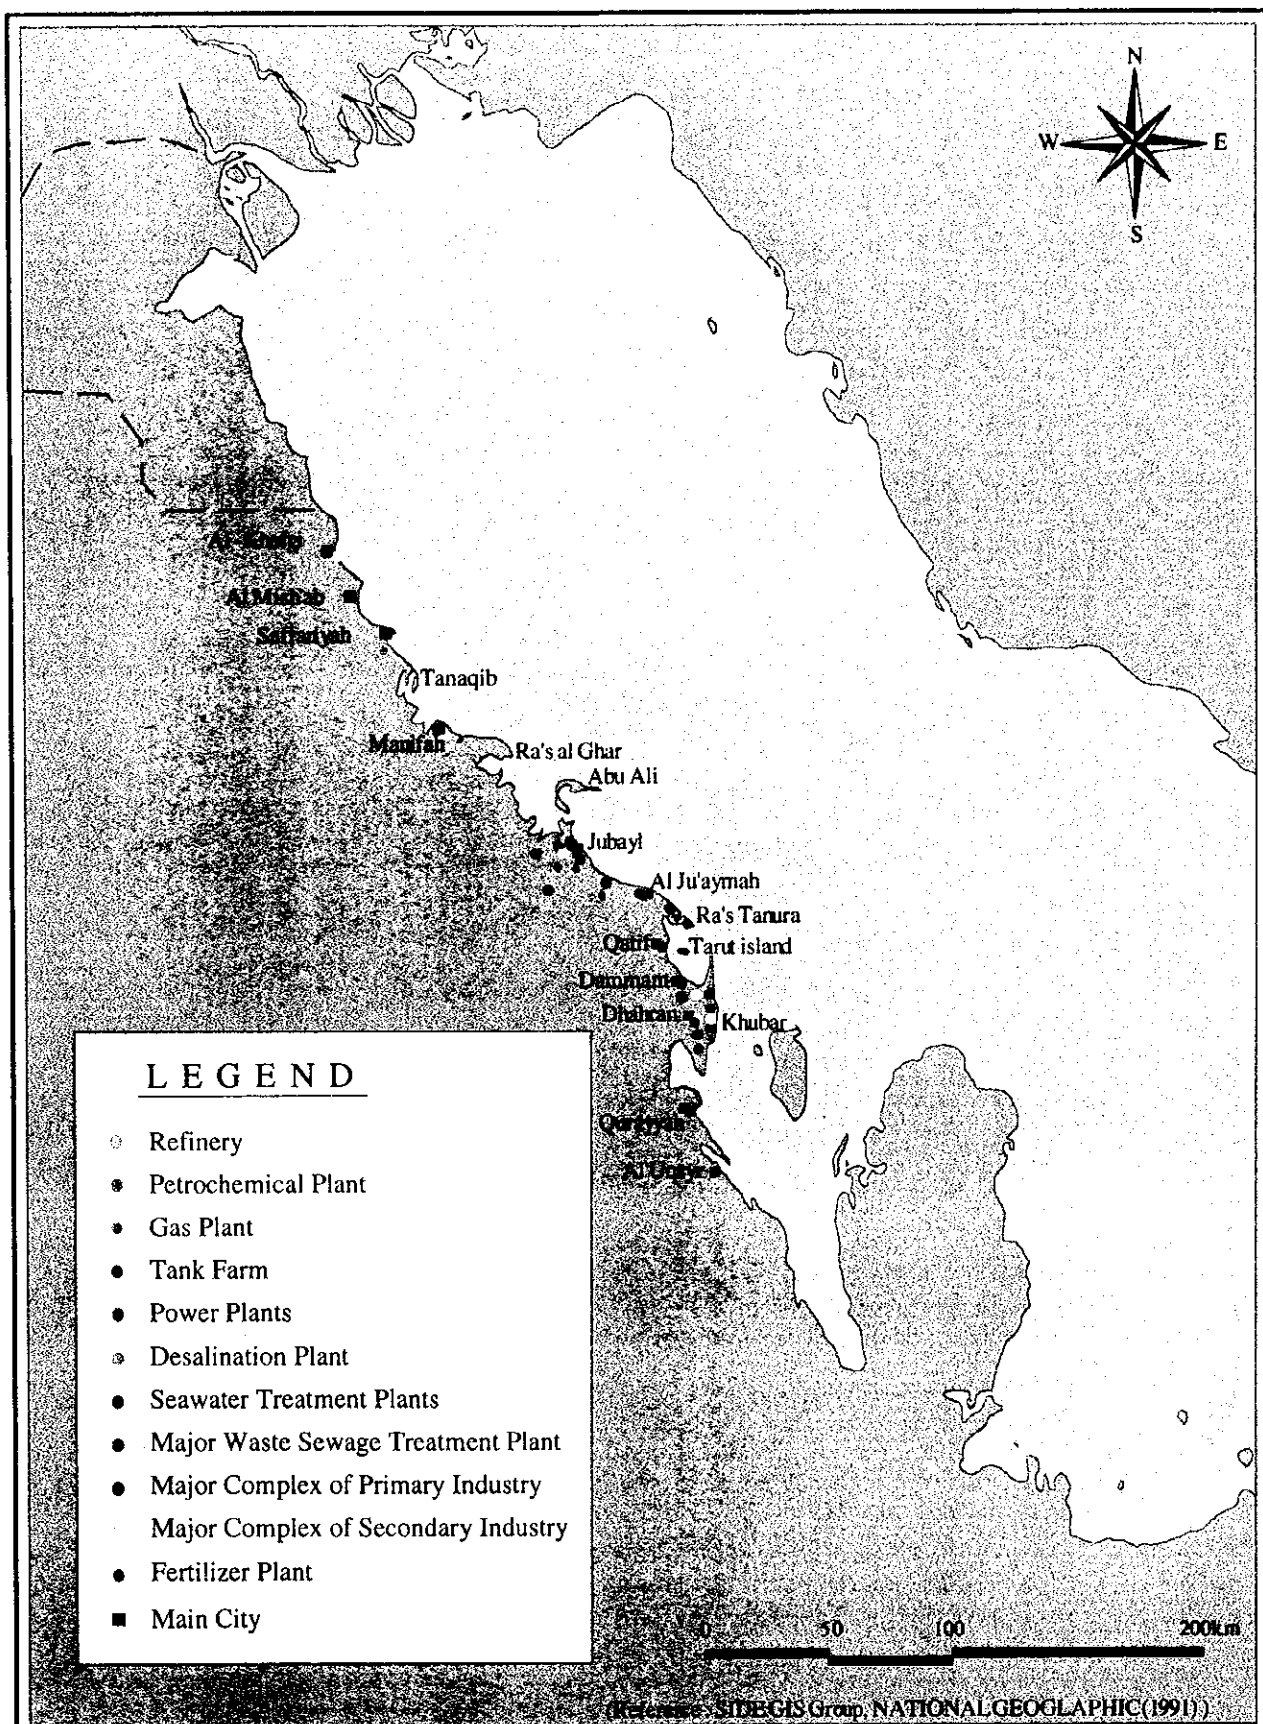 N
W E
S
Al Mishab
Saffaniyah
Tanaqib
Manifah
Ra's al Ghar
Abu Ali
Jubayl
Al Ju'aymah
Ra's Tanura
Qatif
Tarut island
Dammam
Dhahran
Khubar
Qurayyah
LEGEND
Refinery
Petrochemical Plant
Gas Plant
Tank Farm
Power Plants
Desalination Plant
Seawater Treatment Plants
Major Waste Sewage Treatment Plant
Major Complex of Primary Industry
Major Complex of Secondary Industry
Fertilizer Plant
Main City
0 50 100 200km
(Reference : SIDEGIS Group, NATIONAL GEOGLAPHIC(1991))